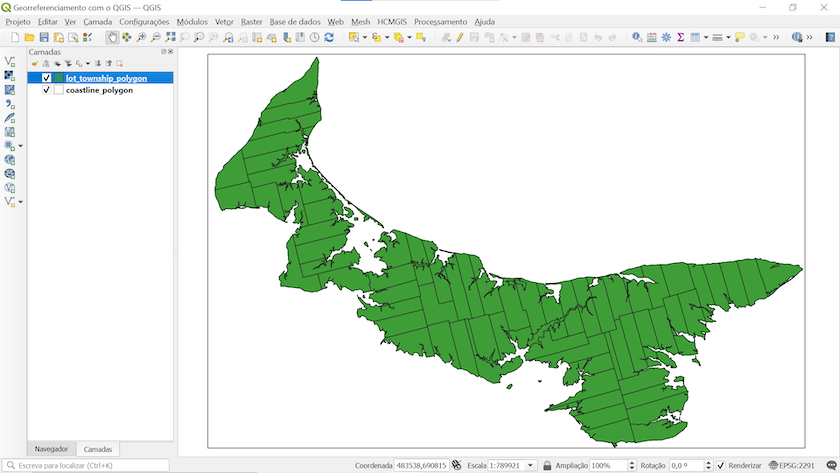 Georreferenciamento com o QGIS — QGIS
Projeto Editar Ver Camada Configurações Módulos Vetor Raster Base de dados Web Mesh HCMGIS Processamento Ajuda
Camadas
lot_township_polygon
coastline_polygon
Navegador Camadas
Escreva para localizar (Ctrl+K) Coordenada 483538,690815 Escala 1:789921 Ampliação 100% Rotação 0,0 ° Renderizar EPSG:2291